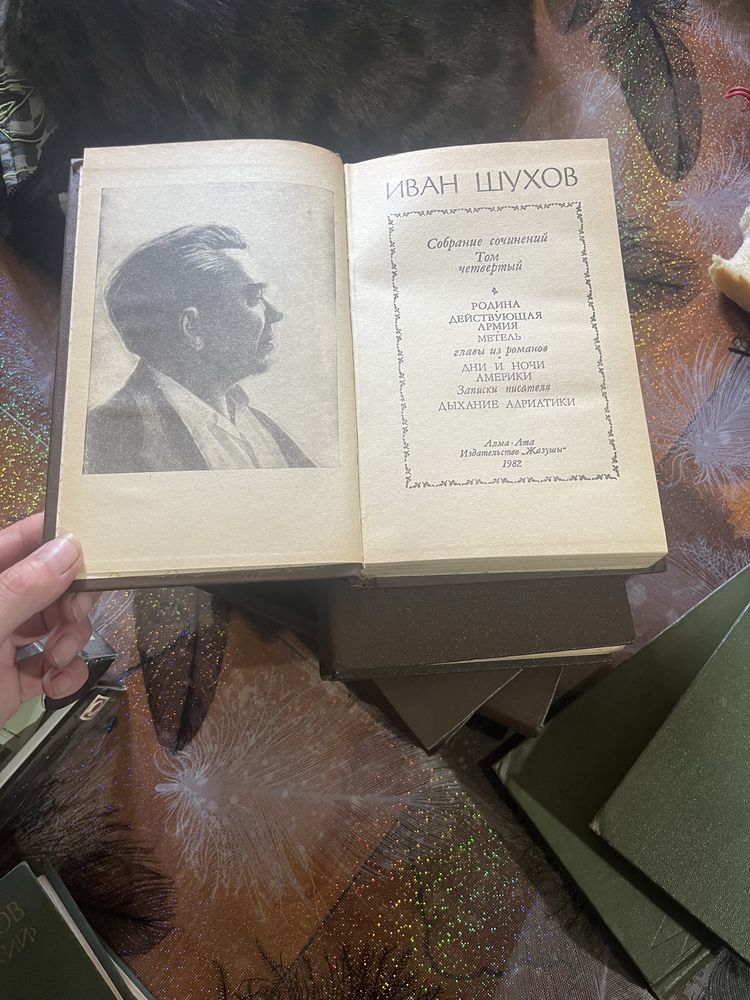 ИВАН ШУХОВ
Собрание сочинений
Том
четвертый
РОДИНА
ДЕЙСТВУЮЩАЯ
АРМИЯ
МЕТЕЛЬ
главы из романов
ДНИ И НОЧИ
АМЕРИКИ
Записки писателя
ДЫХАНИЕ АДРИАТИКИ
Алма-Ата
Издательство „Жазушы"
1982